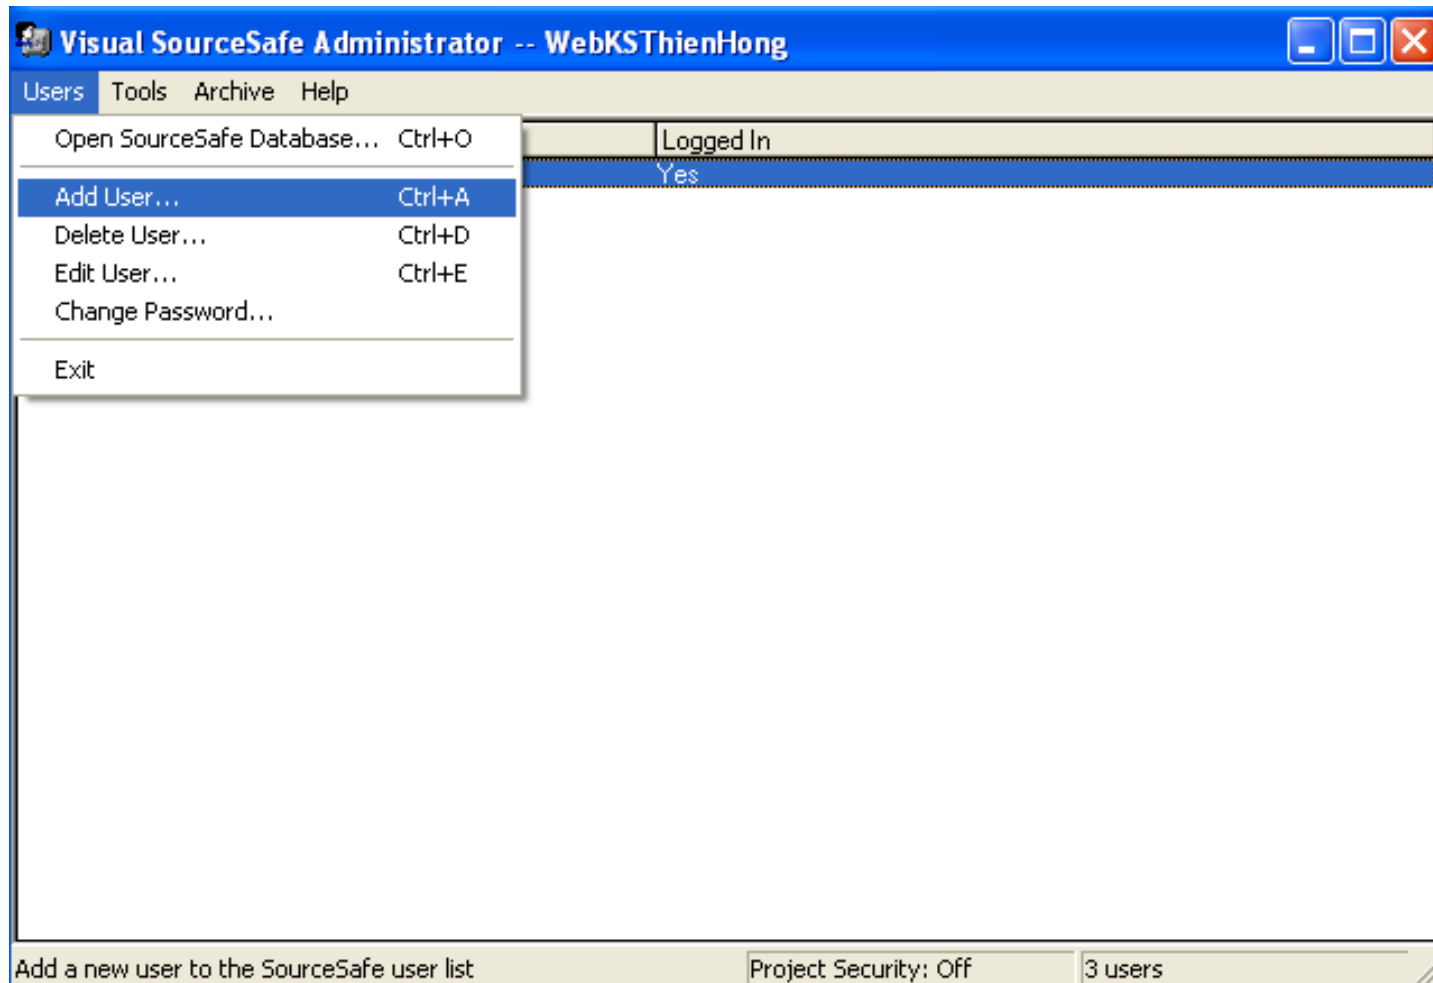 Visual SourceSafe Administrator -- WebKSThienHong
Users Tools Archive Help
Open SourceSafe Database... Ctrl+O
Logged In
Yes
Add User... Ctrl+A
Delete User... Ctrl+D
Edit User... Ctrl+E
Change Password...
Exit
Add a new user to the SourceSafe user list Project Security: Off 3 users